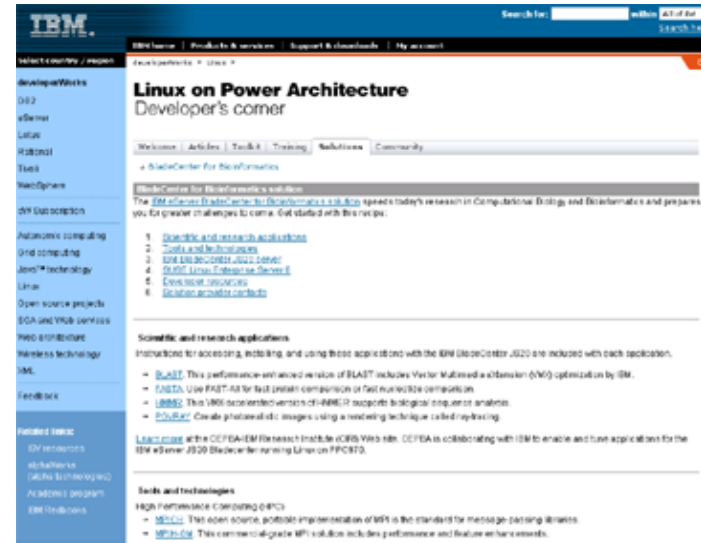 IBM.
Search for: within All of dW
Search he
IBM home | Products & services | Support & downloads | My account
Select country / region
developerWorks > Linux >
developerWorks
DB2
eServer
Lotus
Rational
Tivoli
WebSphere
dW Subscription
Autonomic computing
Grid computing
Java™ technology
Linux
Open source projects
SOA and Web services
Web architecture
Wireless technology
XML
Feedback
Related links:
ISV resources
alphaWorks
(alpha technologies)
Academic program
IBM Redbooks
Linux on Power Architecture
Developer's corner
Welcome | Articles | Toolkit | Training | Solutions | Community
BladeCenter for Bioinformatics
BladeCenter for Bioinformatics solution
The IBM eServer BladeCenter for Bioinformatics solution speeds today's research in Computational Biology and Bioinformatics and prepares
you for greater challenges to come. Get started with this recipe:
1. Scientific and research applications
2. Tools and technologies
3. IBM BladeCenter JS20 server
4. SUSE Linux Enterprise Server 8
5. Developer resources
6. Solution provider contacts
Scientific and research applications
Instructions for accessing, installing, and using these applications with the IBM BladeCenter JS20 are included with each application.
→ BLAST. This performance-enhanced version of BLAST includes Vector Multimedia eXtension (VMX) optimization by IBM.
→ FASTA. Use FAST-All for fast protein comparison or fast nucleotide comparison.
→ HMMER. This VMX accelerated version of HMMER supports biological sequence analysis.
→ POVRAY. Create photorealistic images using a rendering technique called ray-tracing.
Learn more at the CEPBA-IBM Research Institute (CIRI) Web site. CEPBA is collaborating with IBM to enable and tune applications for the
IBM eServer JS20 Bladecenter running Linux on PPC970.
Tools and technologies
High Performance Computing (HPC)
→ MPICH. This open source, portable implementation of MPI is the standard for message-passing libraries.
→ MPICH-GM. This commercial-grade MPI solution includes performance and feature enhancements.